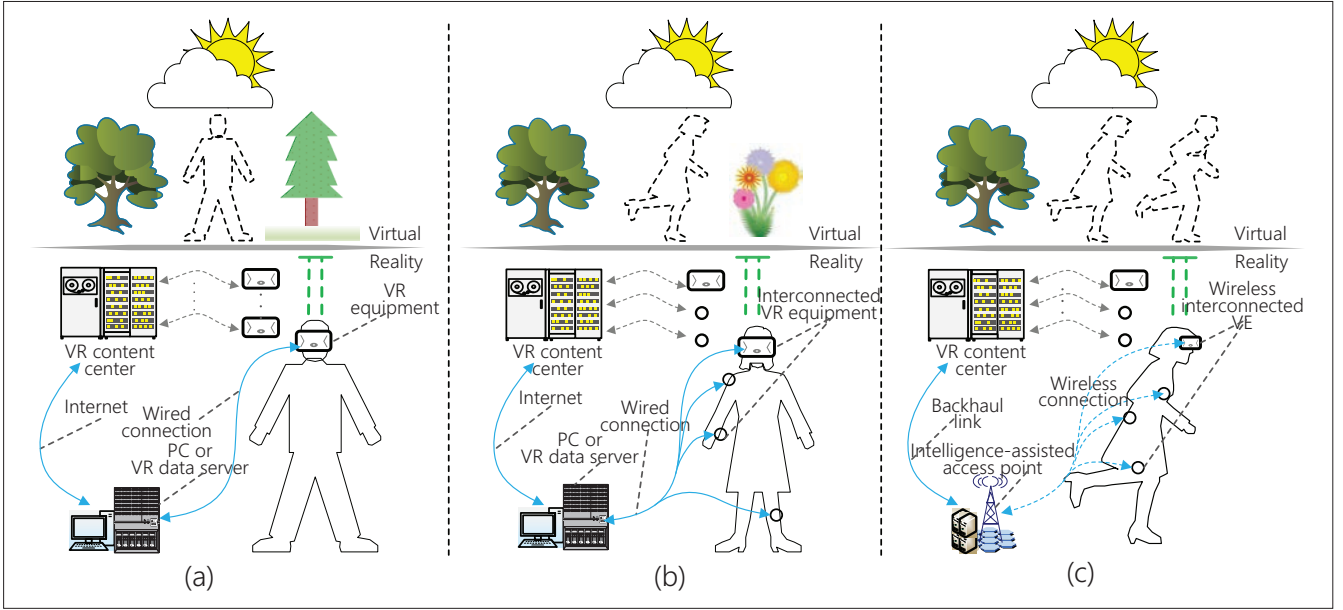 Virtual
Reality
VR
equipment
VR content
center
Internet
Wired
connection
PC or
VR data server
(a)
Virtual
Reality
Interconnected
VR equipment
VR content
center
Internet
Wired
connection
PC or
VR data server
(b)
Virtual
Reality
Wireless
interconnected
VE
VR content
center
Wireless
connection
Backhaul
link
Intelligence-assisted
access point
(c)